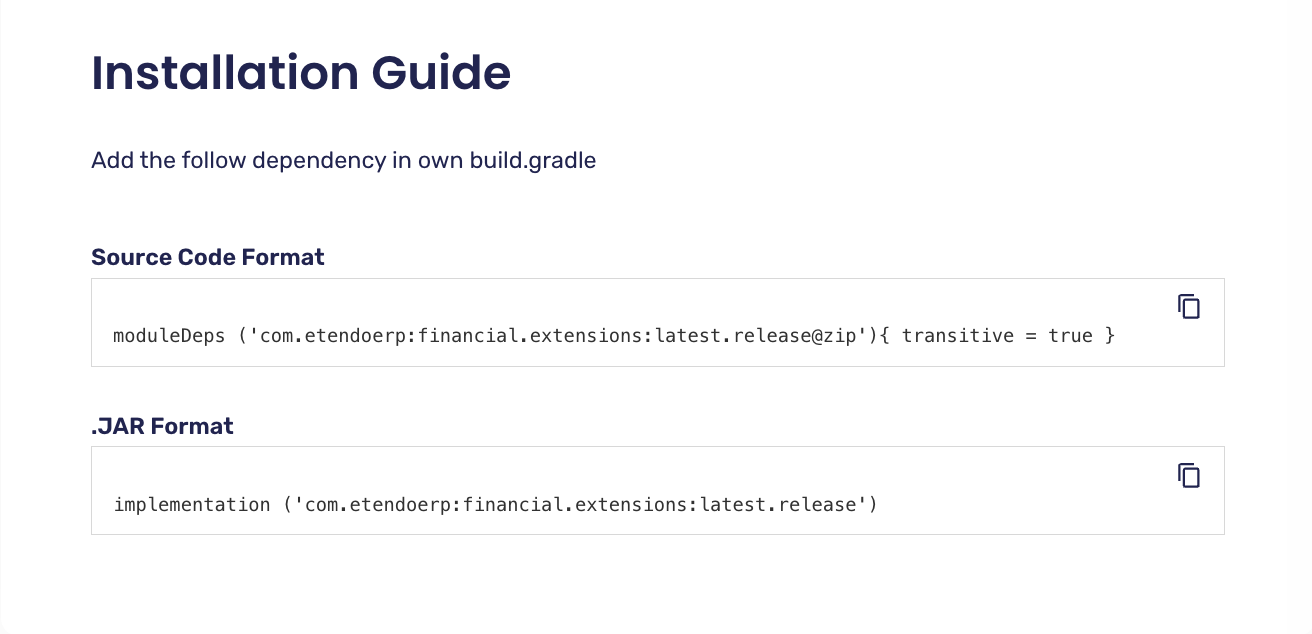 Installation Guide
Add the follow dependency in own build.gradle
Source Code Format
moduleDeps ('com.etendoerp:financial.extensions:latest.release@zip'){ transitive = true }
.JAR Format
implementation ('com.etendoerp:financial.extensions:latest.release')